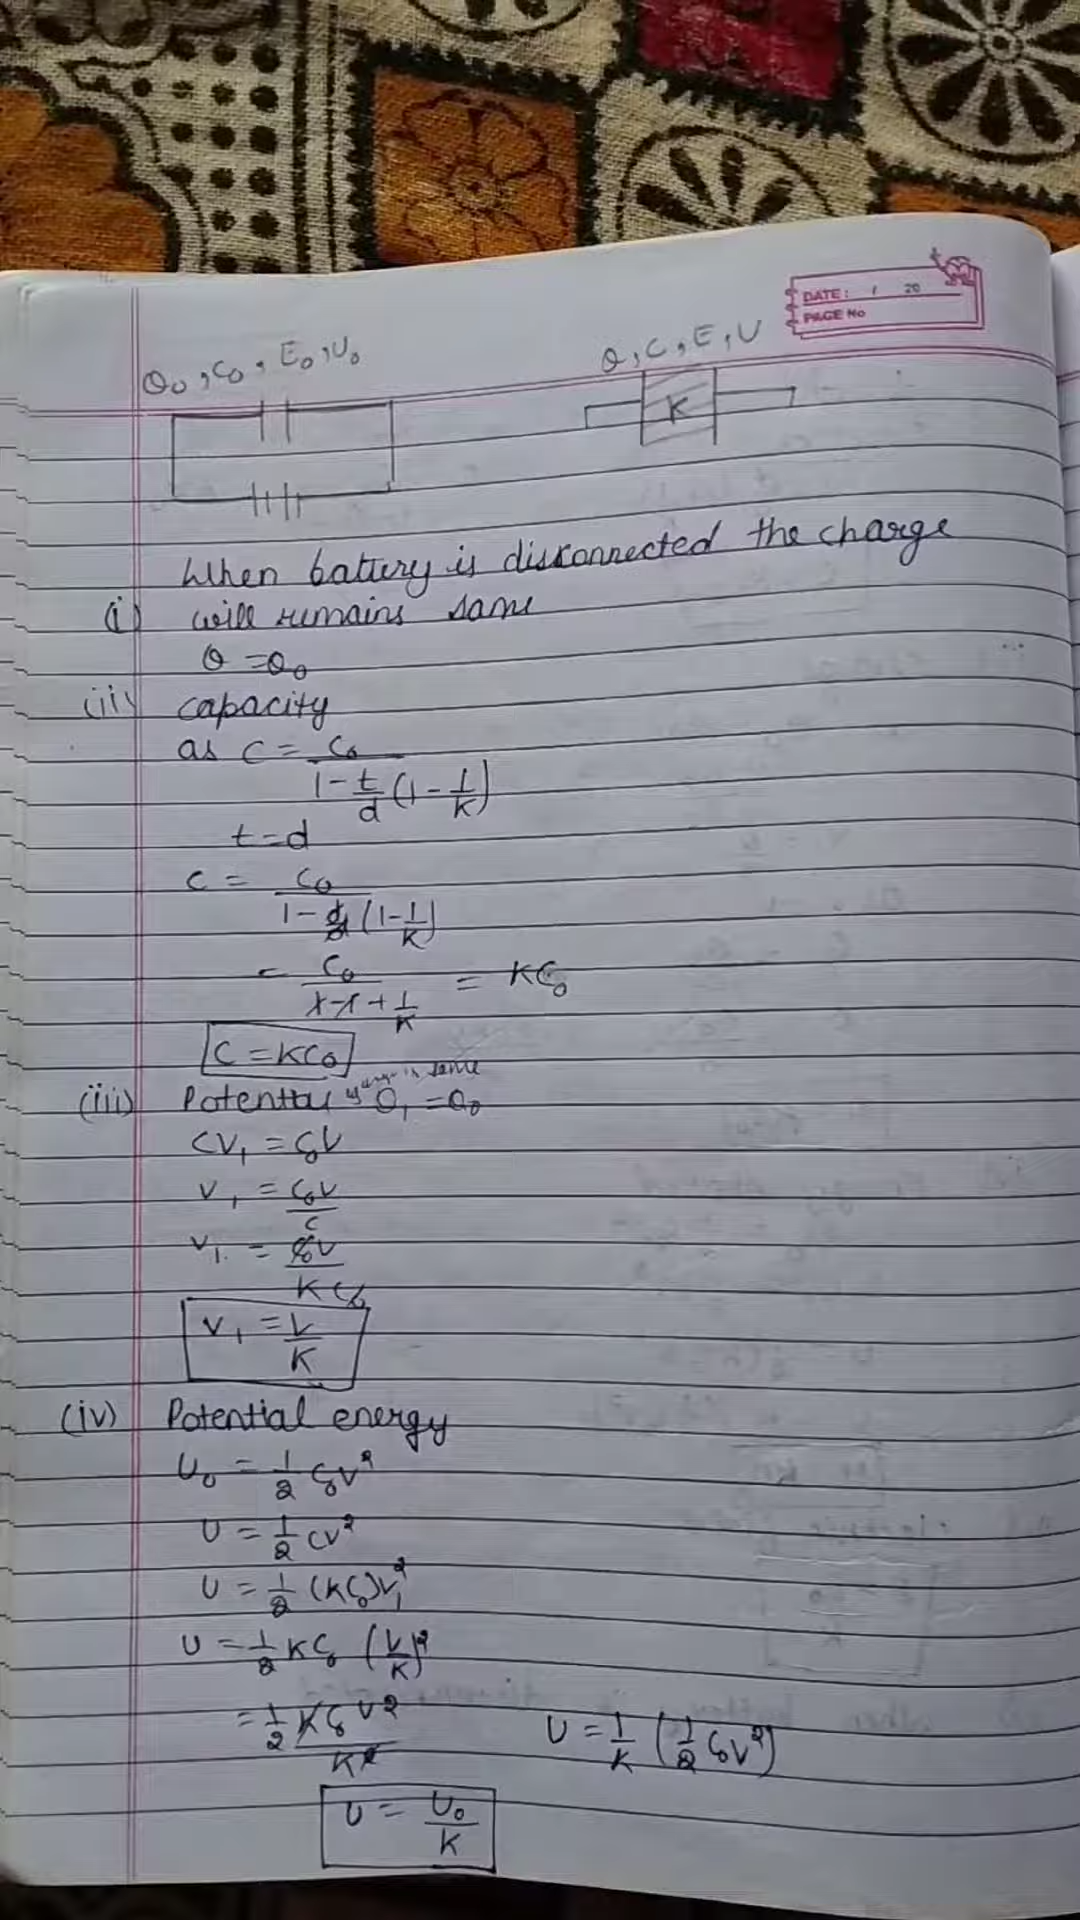 DATE: / 20
PAGE No
Q₀, C₀, E₀, U₀
Q, C, E, U
K
When battery is disconnected the charge
(i) will remains same
Q = Q₀
(ii) capacity
as C = C₀ / (1 - t/d (1 - 1/K))
t = d
C = C₀ / (1 - d/d (1 - 1/K))
= C₀ / (1 - 1 + 1/K) = KC₀
C = KC₀
(iii) is same
Q₁ = Q₀
CV₁ = C₀V
V₁ = C₀V / C
V₁ = C₀V / KC₀
V₁ = V / K
(iv) Potential energy
U₀ = 1/2 C₀V²
U = 1/2 CV²
U = 1/2 (KC₀)V₁²
U = 1/2 KC₀ (V/K)²
= 1/2 KC₀V² / K²
U = 1/K (1/2 C₀V²)
U = U₀ / K